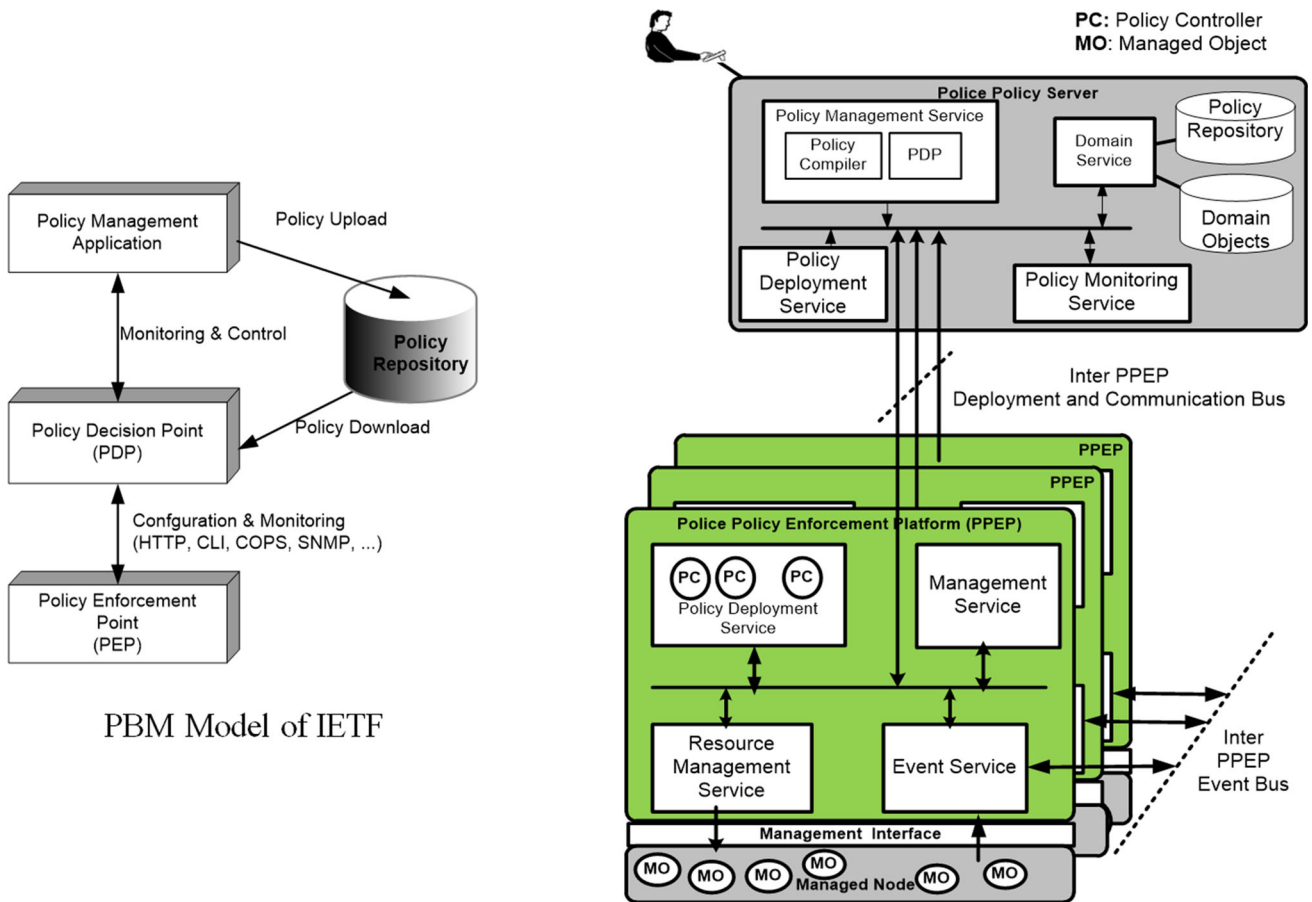 Policy Management
Application
Policy Upload
Policy
Repository
Monitoring & Control
Policy Decision Point
(PDP)
Policy Download
Confguration & Monitoring
(HTTP, CLI, COPS, SNMP, ...)
Policy Enforcement
Point
(PEP)
PBM Model of IETF
PC: Policy Controller
MO: Managed Object
Police Policy Server
Policy Management Service
Policy
Compiler
PDP
Domain
Service
Policy
Repository
Domain
Objects
Policy
Deployment
Service
Policy Monitoring
Service
Inter PPEP
Deployment and Communication Bus
PPEP
PPEP
Police Policy Enforcement Platform (PPEP)
PC
PC
PC
Policy Deployment
Service
Management
Service
Resource
Management
Service
Event Service
Inter
PPEP
Event Bus
Management Interface
MO
MO
MO
MO
MO
MO
Managed Node